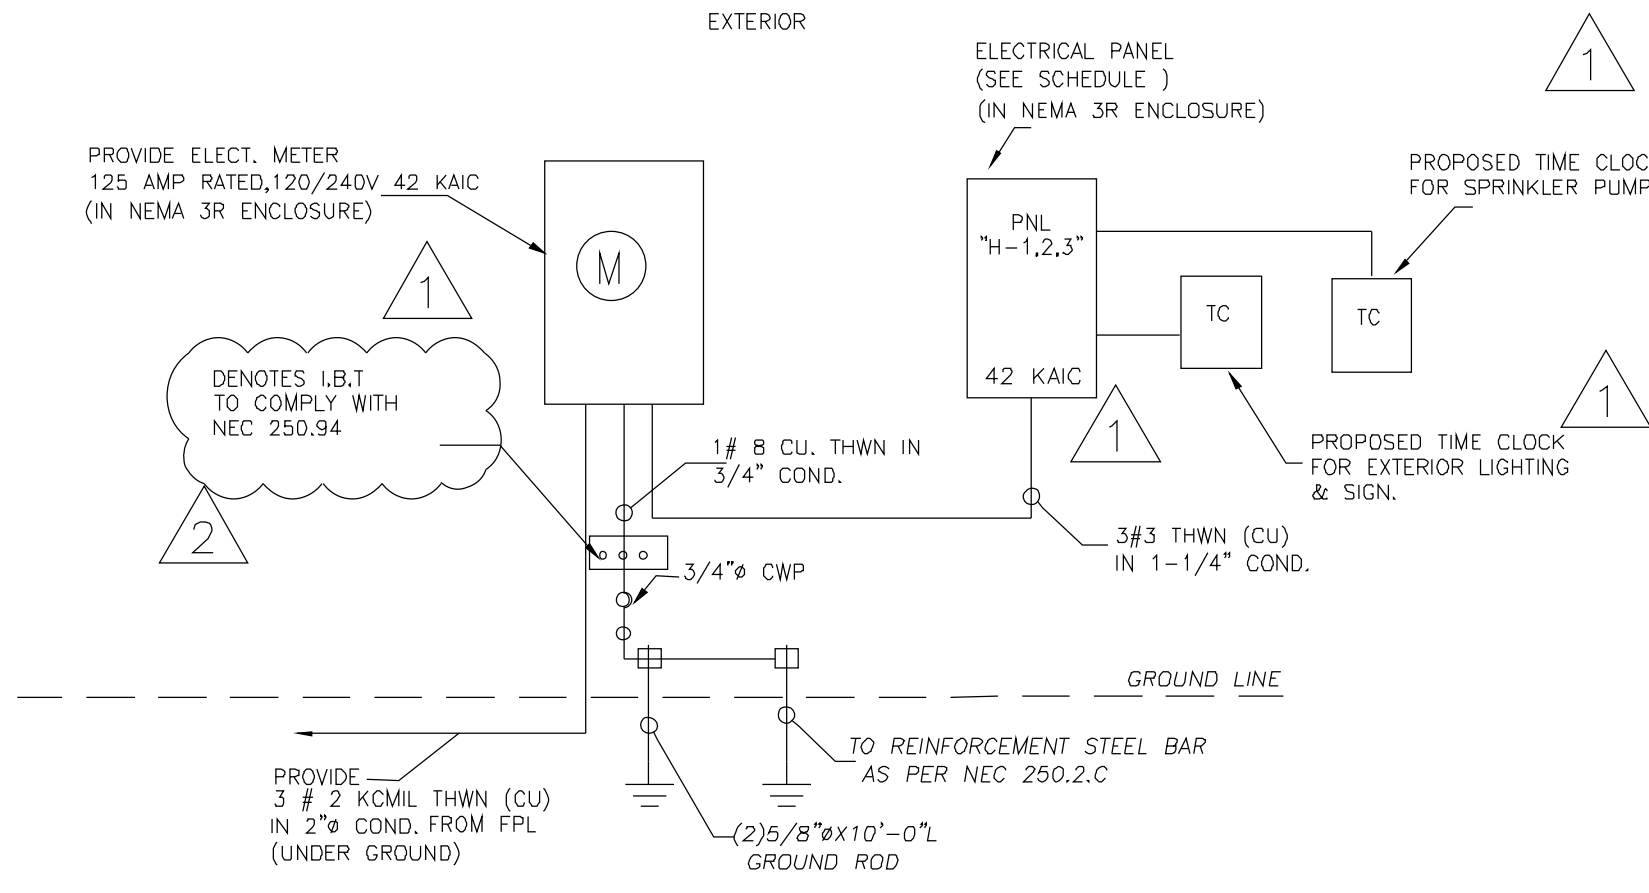 EXTERIOR
1
ELECTRICAL PANEL
(SEE SCHEDULE )
(IN NEMA 3R ENCLOSURE)
PROVIDE ELECT. METER
125 AMP RATED,120/240V 42 KAIC
(IN NEMA 3R ENCLOSURE)
PROPOSED TIME CLOC
FOR SPRINKLER PUMP
PNL
"H-1,2,3"
M
1
TC
TC
42 KAIC
DENOTES I.B.T
TO COMPLY WITH
NEC 250.94
1
1
1# 8 CU. THWN IN
3/4" COND.
PROPOSED TIME CLOCK
FOR EXTERIOR LIGHTING
& SIGN.
2
3#3 THWN (CU)
IN 1-1/4" COND.
3/4"ø CWP
GROUND LINE
TO REINFORCEMENT STEEL BAR
AS PER NEC 250.2.C
PROVIDE
3 # 2 KCMIL THWN (CU)
IN 2"ø COND. FROM FPL
(UNDER GROUND)
(2)5/8"øX10'-0"L
GROUND ROD